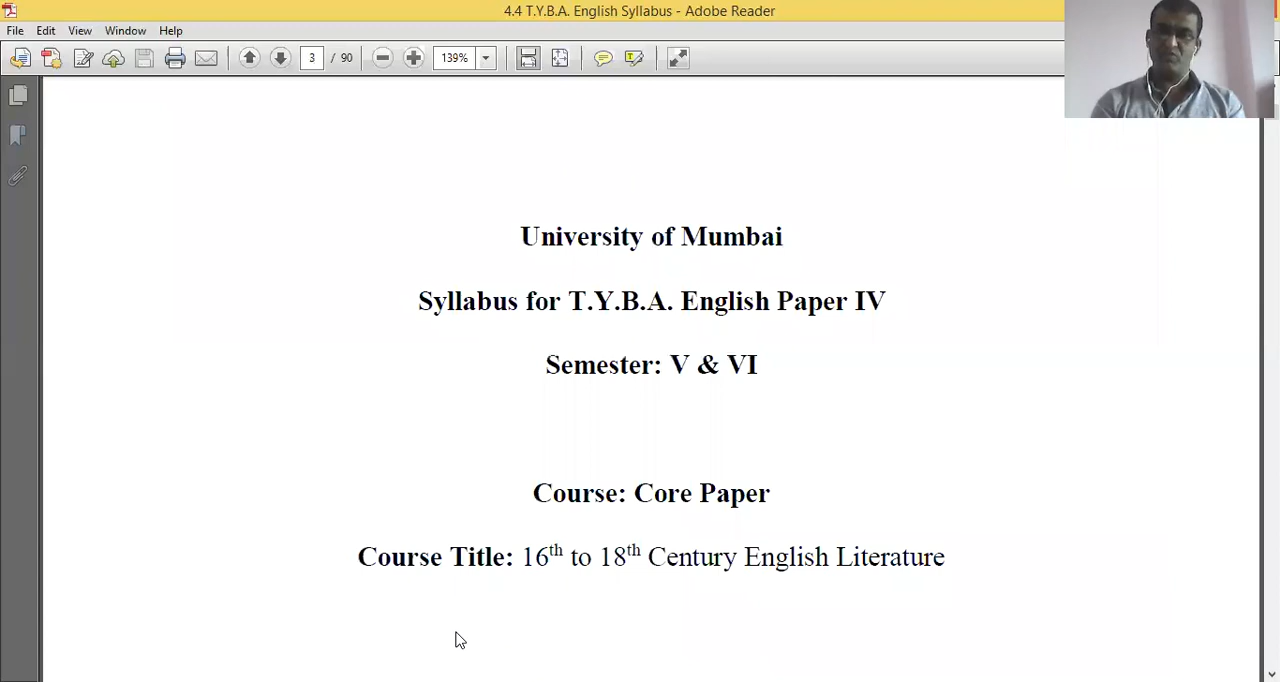 4.4 T.Y.B.A. English Syllabus - Adobe Reader
File Edit View Window Help
3 / 90 139%
University of Mumbai
Syllabus for T.Y.B.A. English Paper IV
Semester: V & VI
Course: Core Paper
Course Title: 16th to 18th Century English Literature